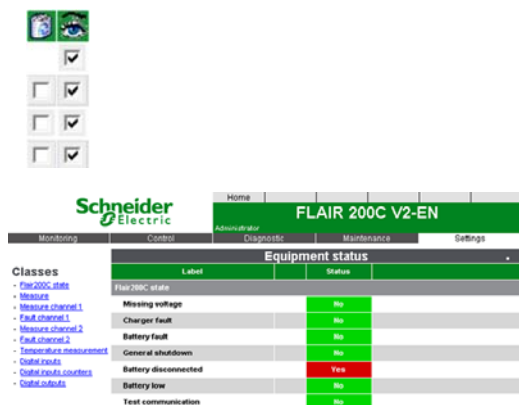 Schneider Electric
Home
FLAIR 200C V2-EN
Administrator
Monitoring Control Diagnostic Maintenance Settings
Equipment status
Classes
Label Status
Flair200C state
Flair200C state
Measure
Measure channel 1
Fault channel 1
Measure channel 2
Fault channel 2
Temperature measurement
Digital inputs
Digital inputs counters
Digital outputs
Missing voltage No
Charger fault No
Battery fault No
General shutdown No
Battery disconnected Yes
Battery low No
Test communication No